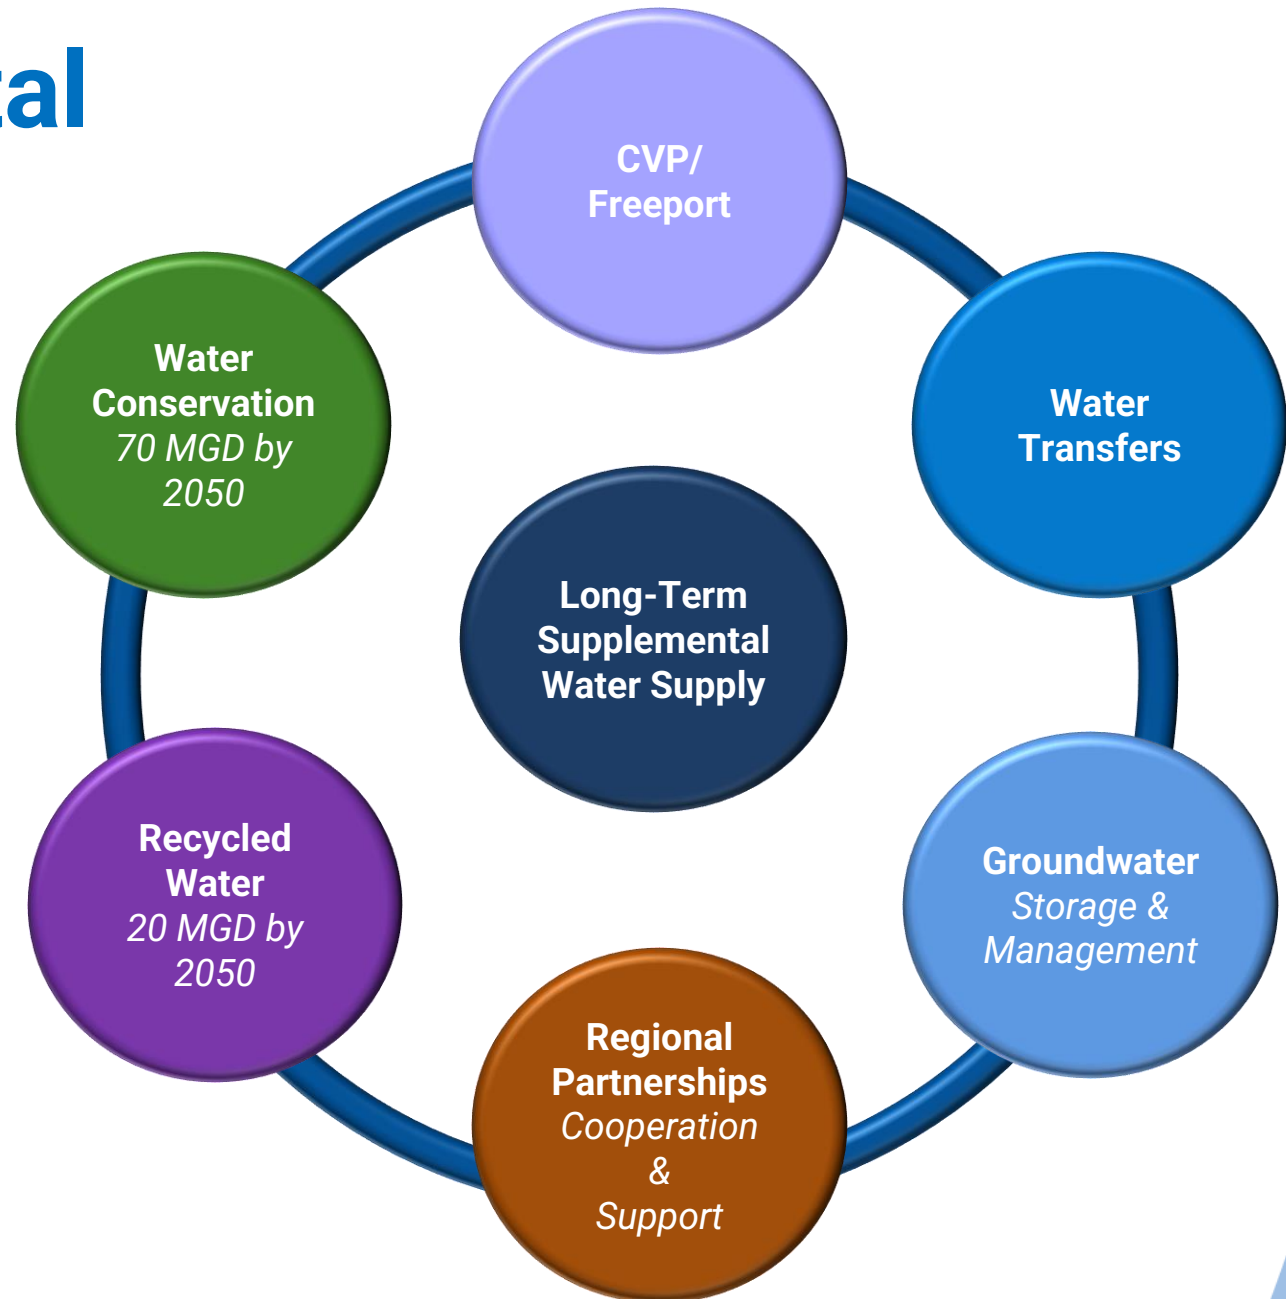 tal
CVP/
Freeport
Water
Transfers
Groundwater
Storage &
Management
Regional
Partnerships
Cooperation
&
Support
Recycled
Water
20 MGD by
2050
Water
Conservation
70 MGD by
2050
Long-Term
Supplemental
Water Supply